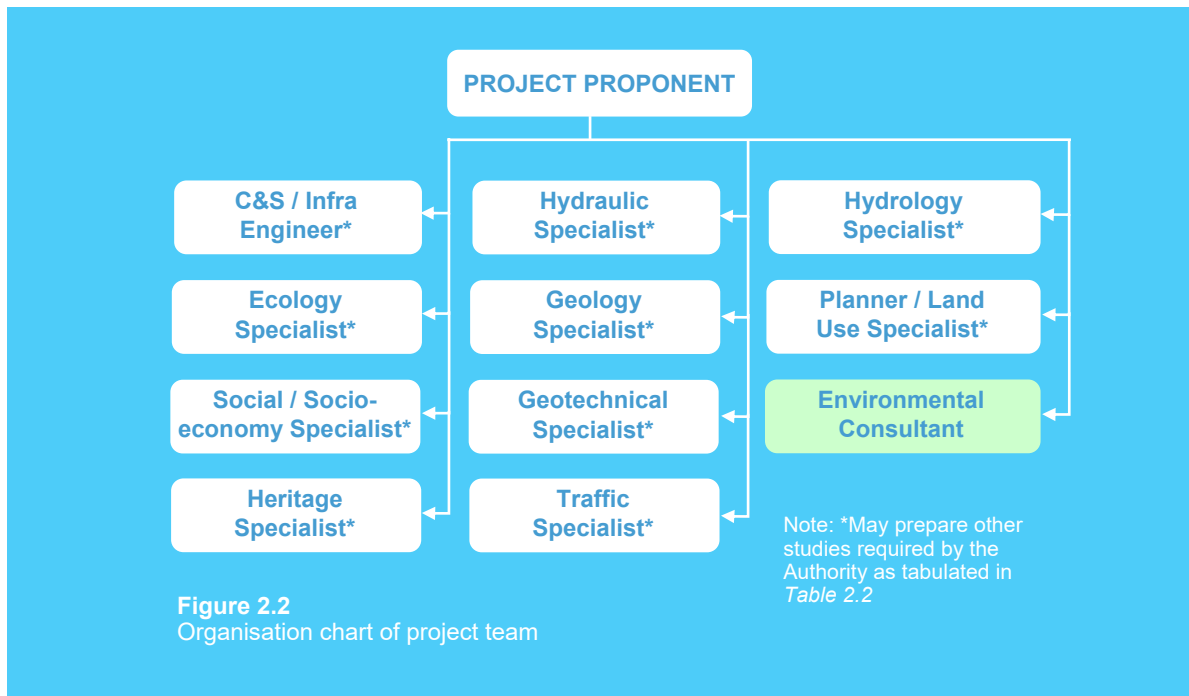 PROJECT PROPONENT
C&S / Infra
Engineer*
Hydraulic
Specialist*
Hydrology
Specialist*
Ecology
Specialist*
Geology
Specialist*
Planner / Land
Use Specialist*
Social / Socio-
economy Specialist*
Geotechnical
Specialist*
Environmental
Consultant
Heritage
Specialist*
Traffic
Specialist*
Note: *May prepare other
studies required by the
Authority as tabulated in
Table 2.2
Figure 2.2
Organisation chart of project team